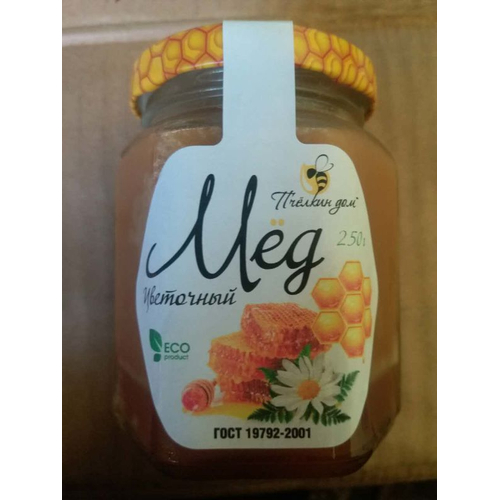 Пчёлкин дом
Мёд
250г
Цветочный
ECO
product
ГОСТ 19792-2001